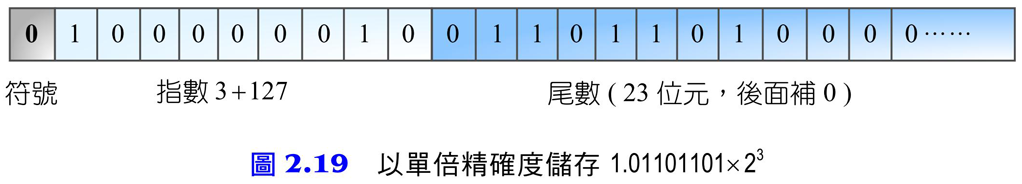 0 1 0 0 0 0 0 0 1 0 0 1 1 0 1 1 0 1 0 0 0 0⋯⋯
符號 指數 3+127 尾數 ( 23 位元，後面補 0 )
圖 2.19 以單倍精確度儲存 1.01101101×2³